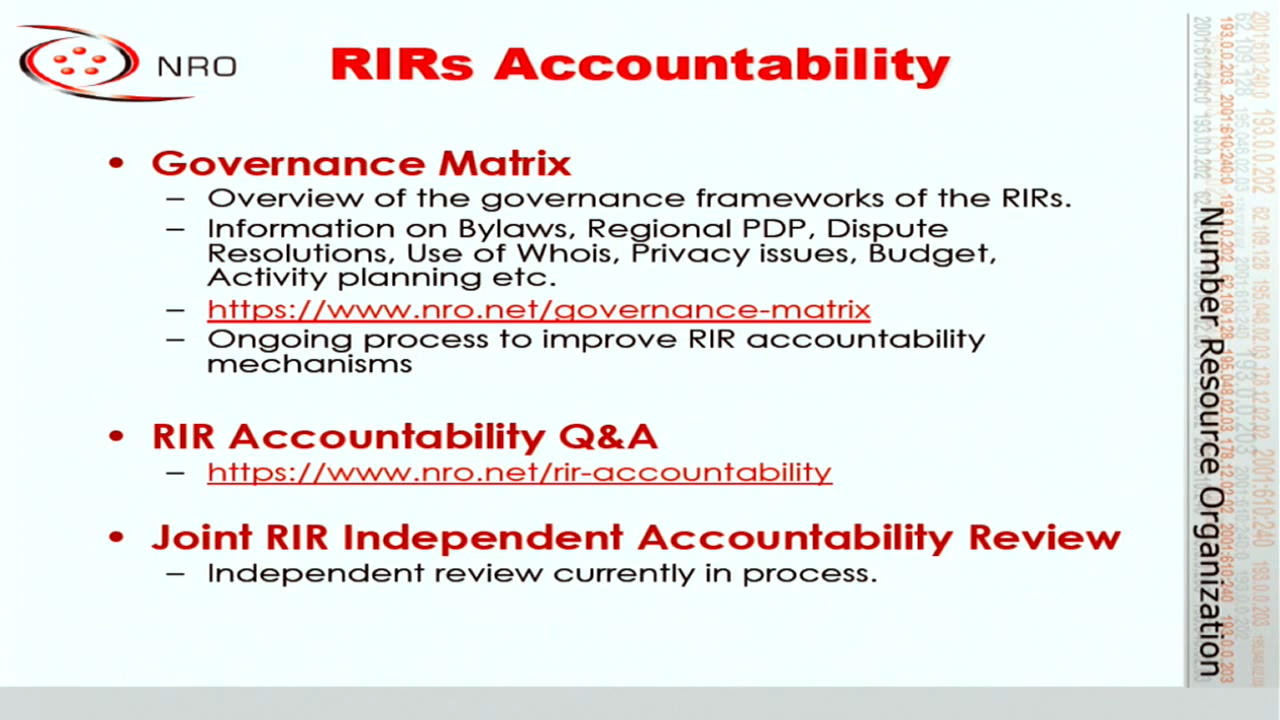 NRO
RIRs Accountability
• Governance Matrix
– Overview of the governance frameworks of the RIRs.
– Information on Bylaws, Regional PDP, Dispute
Resolutions, Use of Whois, Privacy issues, Budget,
Activity planning etc.
– https://www.nro.net/governance-matrix
– Ongoing process to improve RIR accountability
mechanisms
• RIR Accountability Q&A
– https://www.nro.net/rir-accountability
• Joint RIR Independent Accountability Review
– Independent review currently in process.
Number Resource Organization